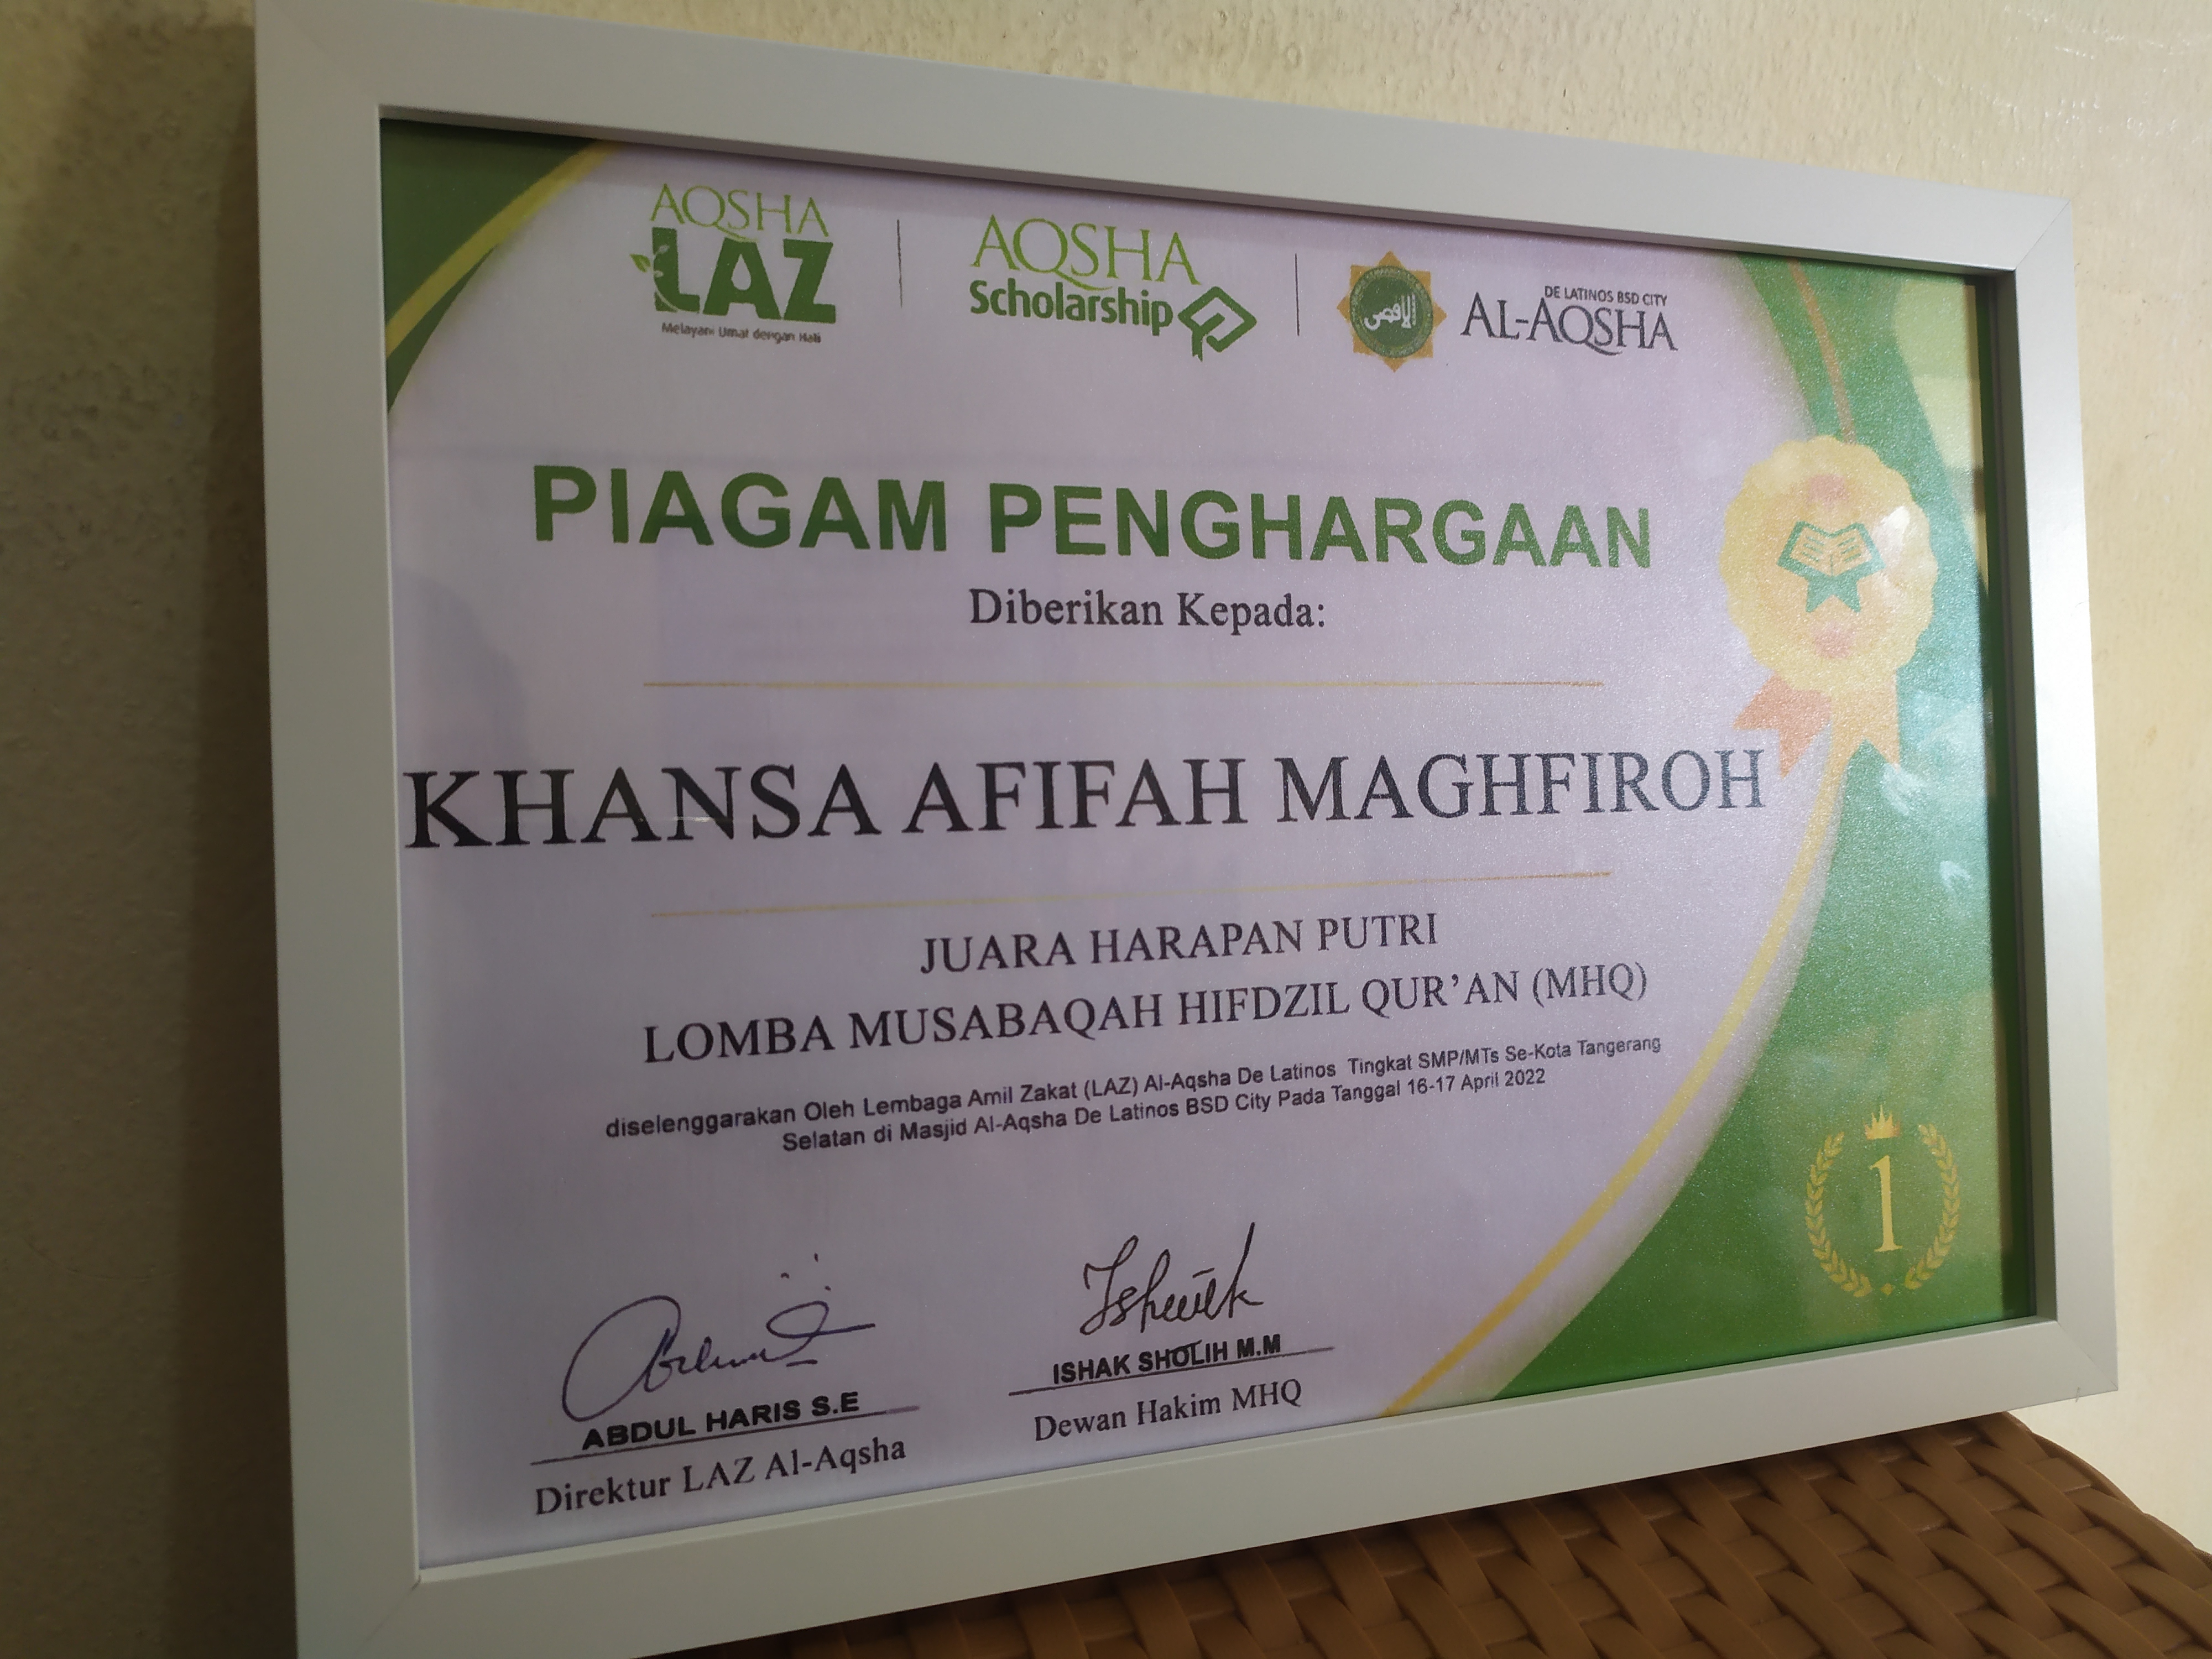 AQSHA
LAZ
Melayani Umat dengan Hati
AQSHA
Scholarship
الاقصى
DE LATINOS BSD CITY
AL-AQSHA
PIAGAM PENGHARGAAN
Diberikan Kepada:
KHANSA AFIFAH MAGHFIROH
JUARA HARAPAN PUTRI
LOMBA MUSABAQAH HIFDZIL QUR'AN (MHQ)
diselenggarakan Oleh Lembaga Amil Zakat (LAZ) Al-Aqsha De Latinos Tingkat SMP/MTs Se-Kota Tangerang
Selatan di Masjid Al-Aqsha De Latinos BSD City Pada Tanggal 16-17 April 2022
1
ABDUL HARIS S.E
Direktur LAZ Al-Aqsha
ISHAK SHOLIH M.M
Dewan Hakim MHQ